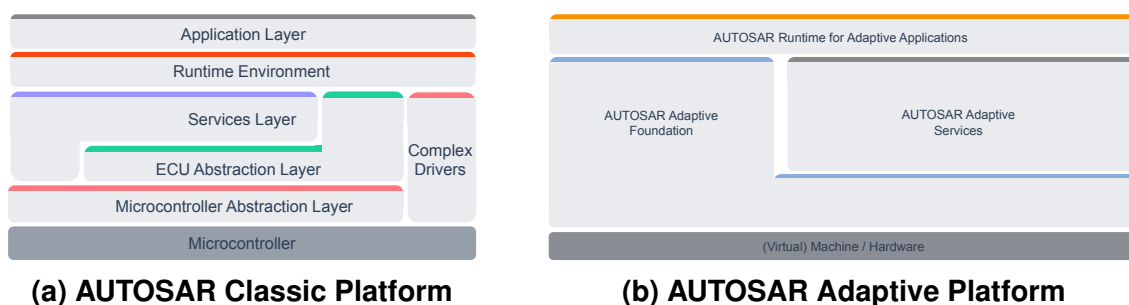 Application Layer
Runtime Environment
Services Layer
ECU Abstraction Layer
Complex
Drivers
Microcontroller Abstraction Layer
Microcontroller
(a) AUTOSAR Classic Platform
AUTOSAR Runtime for Adaptive Applications
AUTOSAR Adaptive
Foundation
AUTOSAR Adaptive
Services
(Virtual) Machine / Hardware
(b) AUTOSAR Adaptive Platform